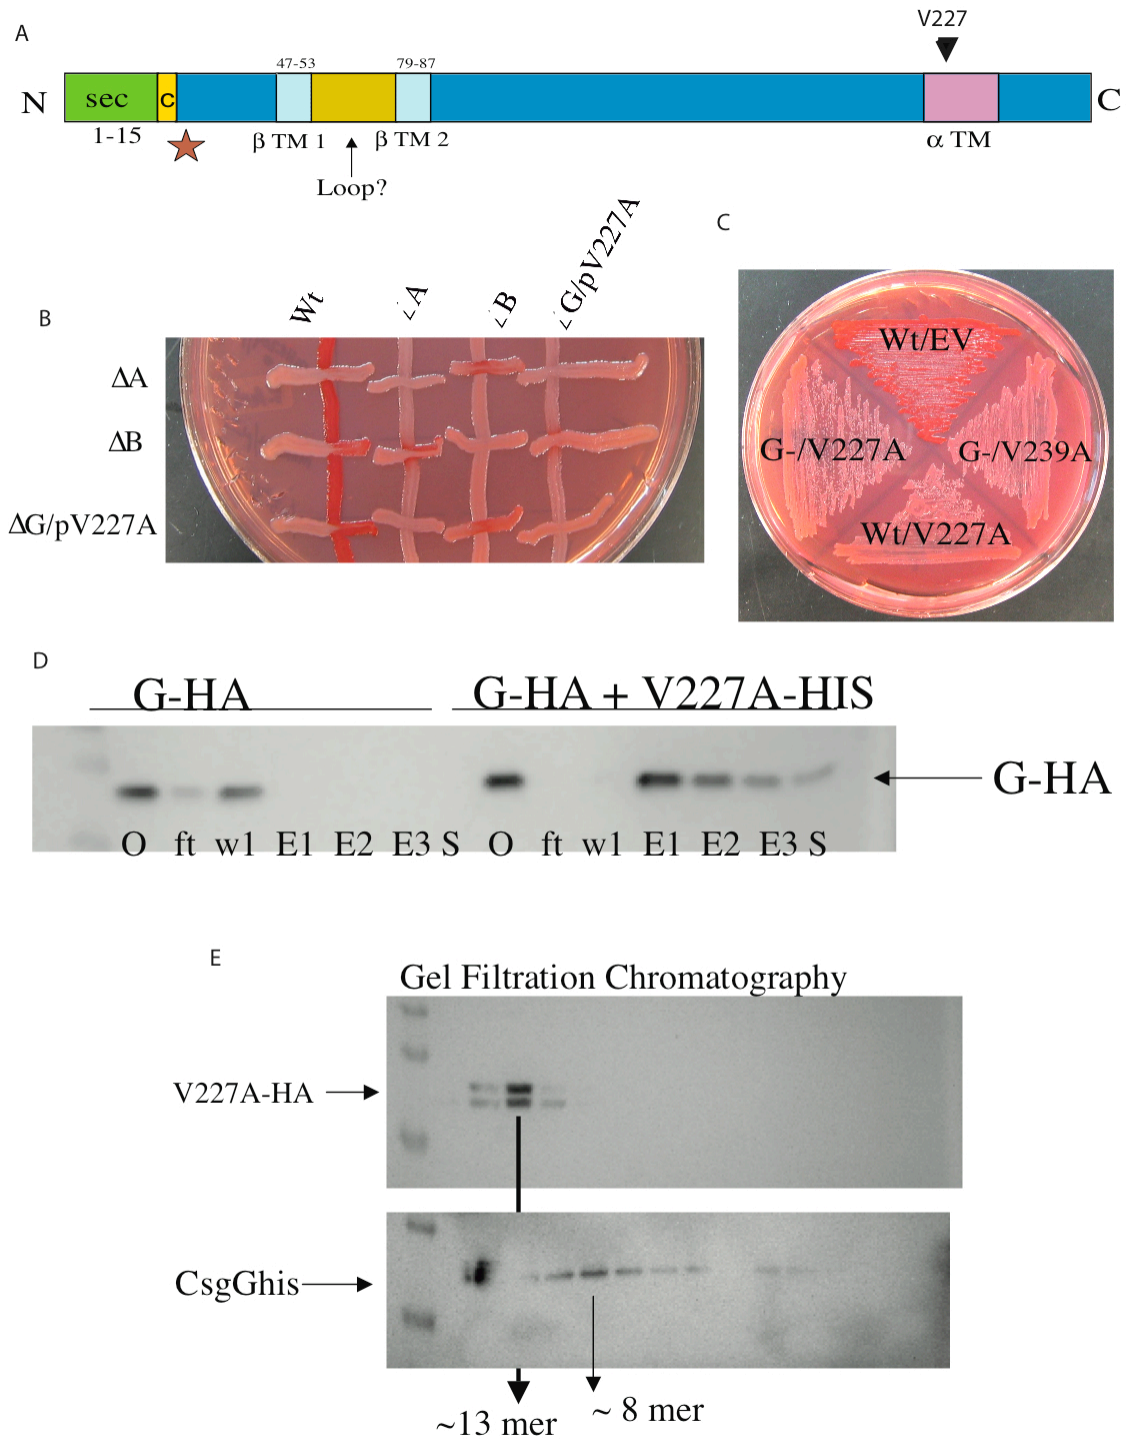 A
V227
47-53
79-87
N
sec
c
C
1-15
β TM 1
β TM 2
α TM
Loop?
B
Wt
ΔB
ΔG/pV227A
C
ΔA
ΔB
ΔG/pV227A
Wt/EV
G-/V227A
G-/V239A
Wt/V227A
D
G-HA
G-HA + V227A-HIS
G-HA
O ft w1 E1 E2 E3 S O ft w1 E1 E2 E3 S
E
Gel Filtration Chromatography
V227A-HA
CsgGhis
~13 mer
~ 8 mer